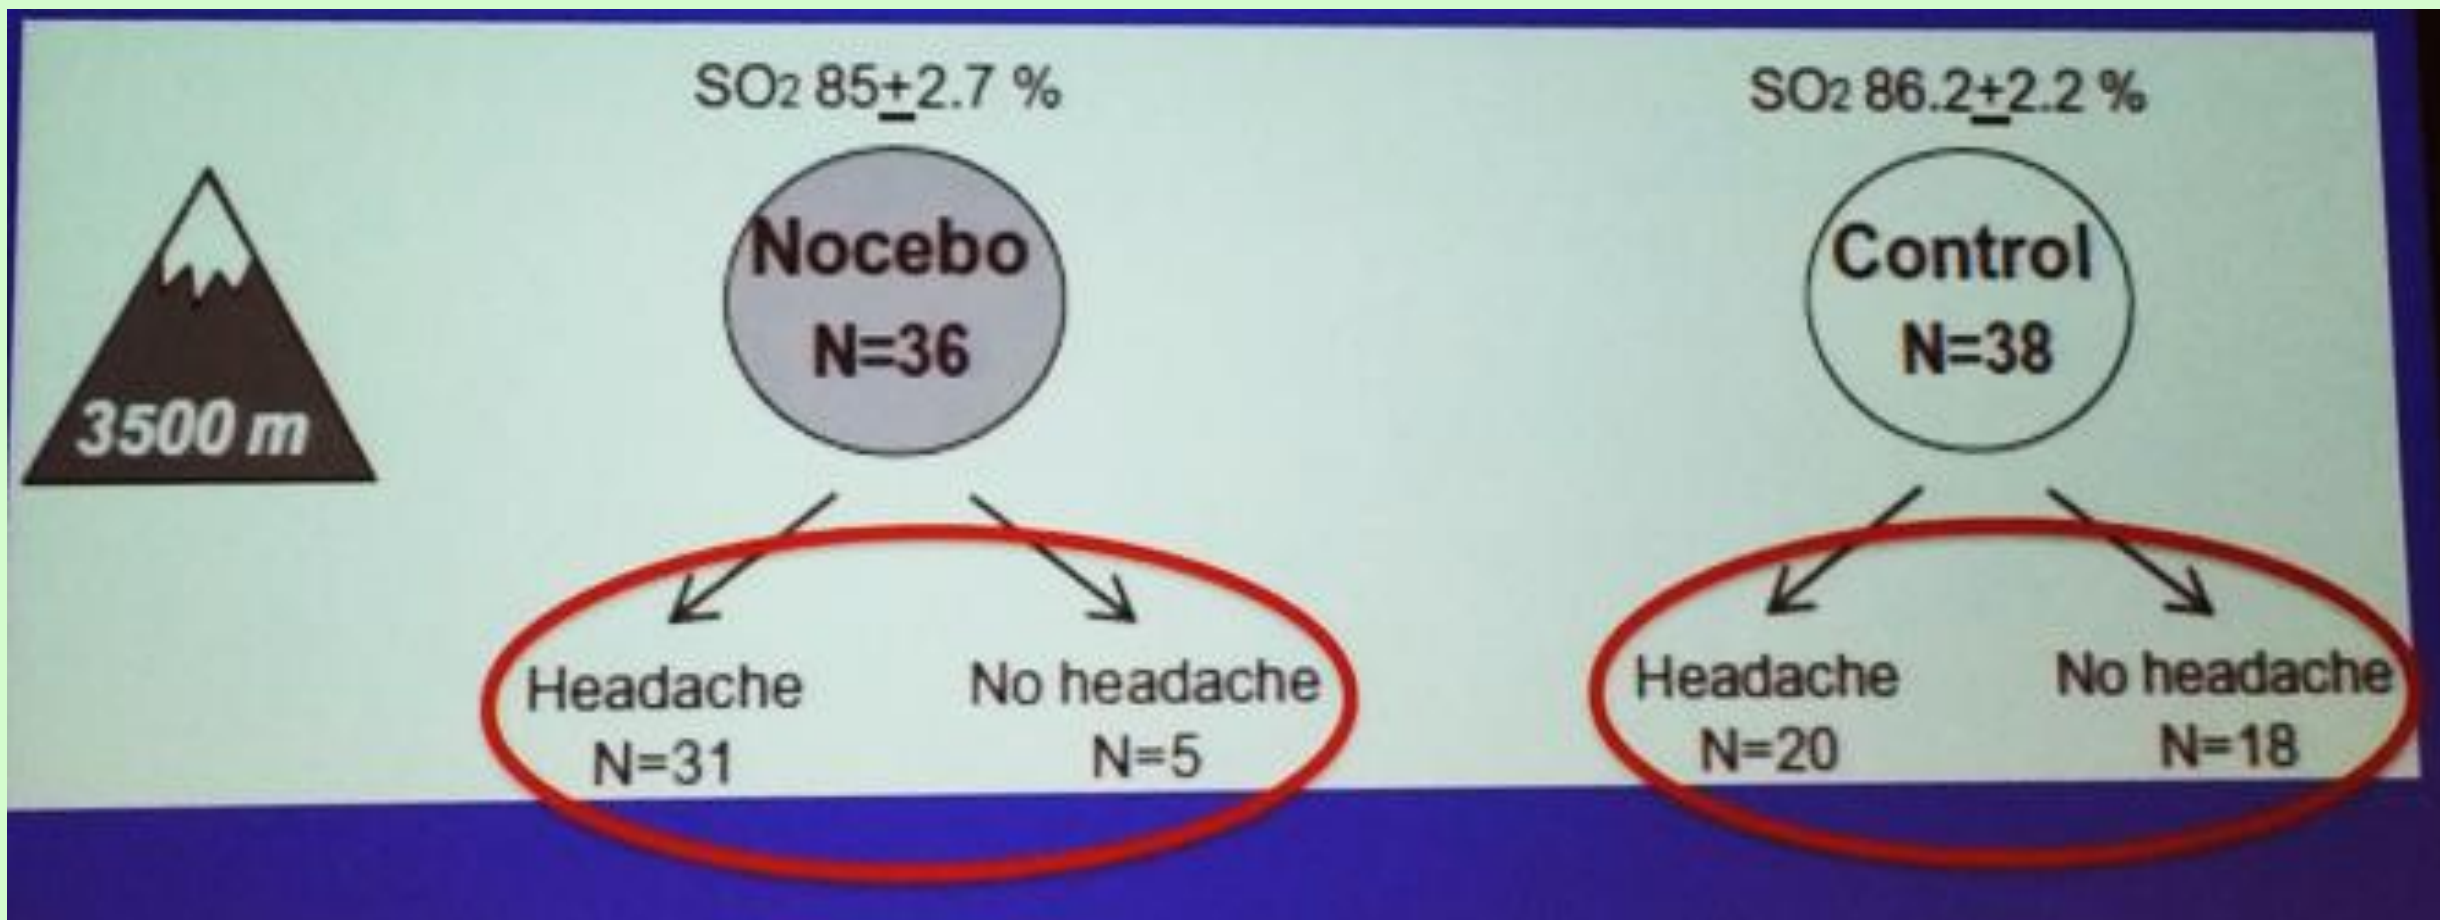 SO2 85±2.7 %
SO2 86.2±2.2 %
Nocebo
N=36
Control
N=38
3500 m
Headache
N=31
No headache
N=5
Headache
N=20
No headache
N=18